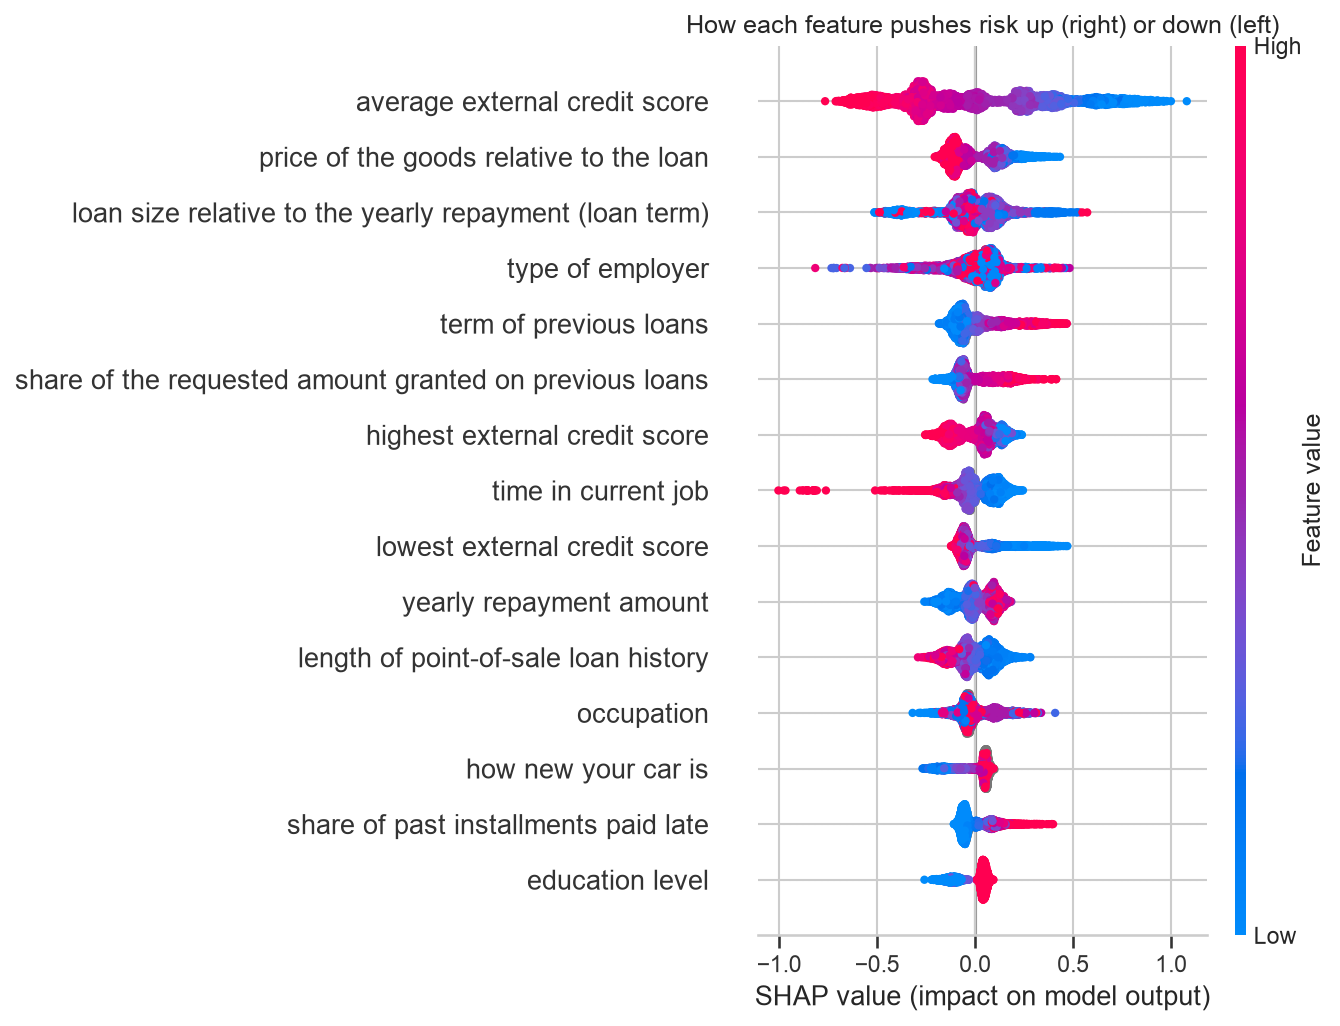 How each feature pushes risk up (right) or down (left)
High
average external credit score
price of the goods relative to the loan
loan size relative to the yearly repayment (loan term)
type of employer
term of previous loans
share of the requested amount granted on previous loans
highest external credit score
time in current job
lowest external credit score
yearly repayment amount
length of point-of-sale loan history
occupation
how new your car is
share of past installments paid late
education level
Feature value
Low
−1.0 −0.5 0.0 0.5 1.0
SHAP value (impact on model output)